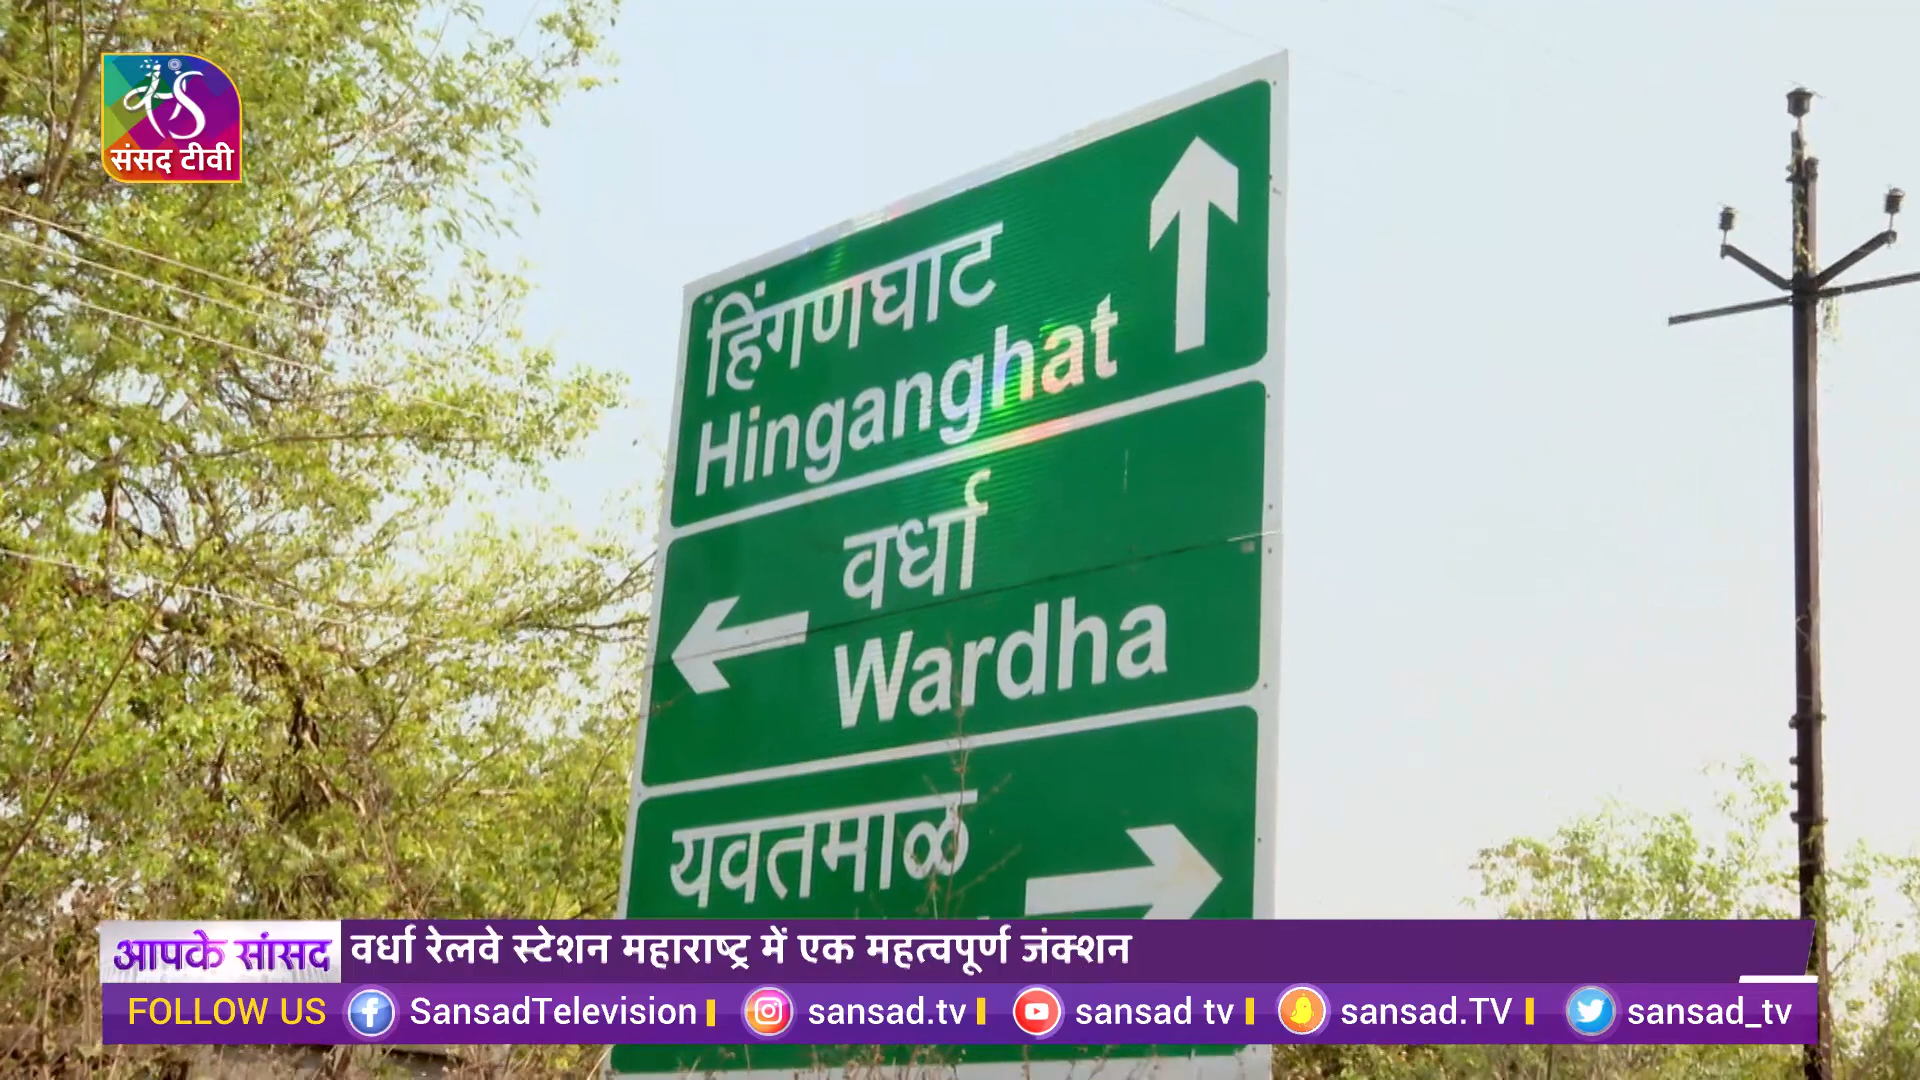 संसद टीवी
हिंगणघाट
Hinganghat
वर्धा
Wardha
यवतमाळ
आपके सांसद
वर्धा रेलवे स्टेशन महाराष्ट्र में एक महत्वपूर्ण जंक्शन
FOLLOW US SansadTelevision sansad.tv sansad tv sansad.TV sansad_tv